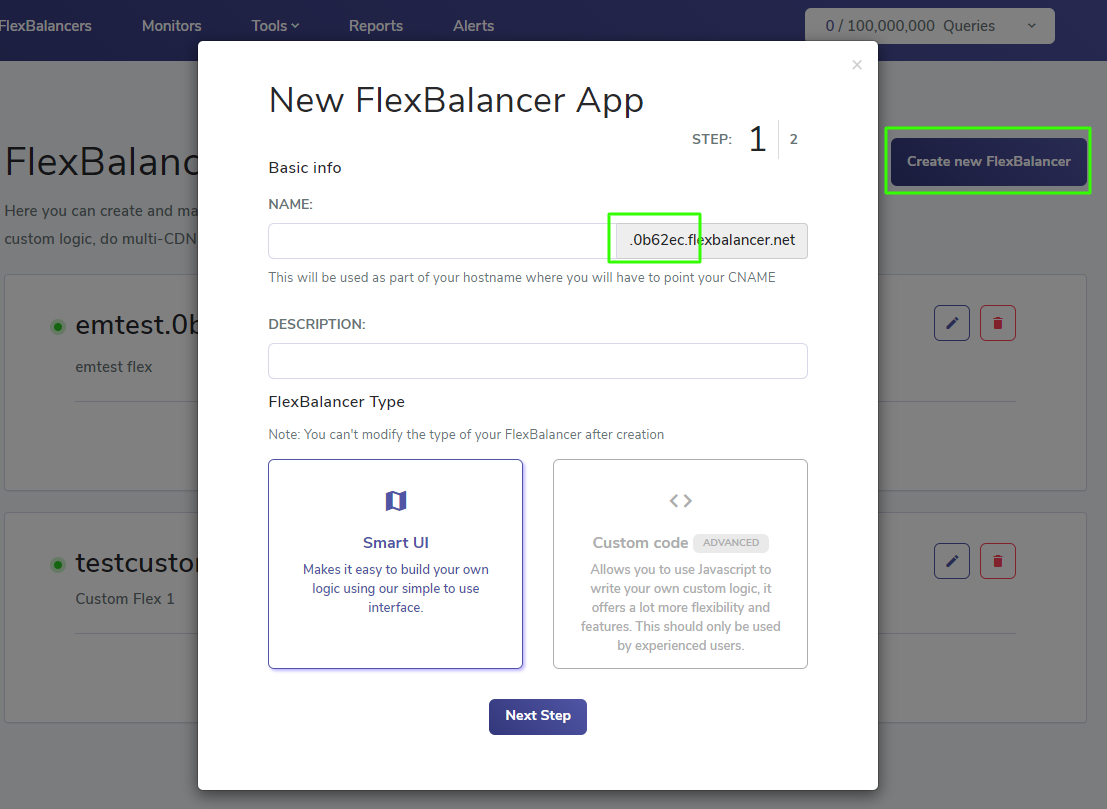 FlexBalancers Monitors Tools Reports Alerts 0 / 100,000,000 Queries
×
New FlexBalancer App
STEP: 1 2
FlexBalanc
Create new FlexBalancer
Basic info
NAME:
Here you can create and ma
custom logic, do multi-CDN
.0b62ec.flexbalancer.net
This will be used as part of your hostname where you will have to point your CNAME
DESCRIPTION:
emtest.0b
emtest flex
FlexBalancer Type
Note: You can't modify the type of your FlexBalancer after creation
Smart UI
Makes it easy to build your own
logic using our simple to use
interface.
Custom code ADVANCED
Allows you to use Javascript to
write your own custom logic, it
offers a lot more flexibility and
features. This should only be used
by experienced users.
testcustor
Custom Flex 1
Next Step